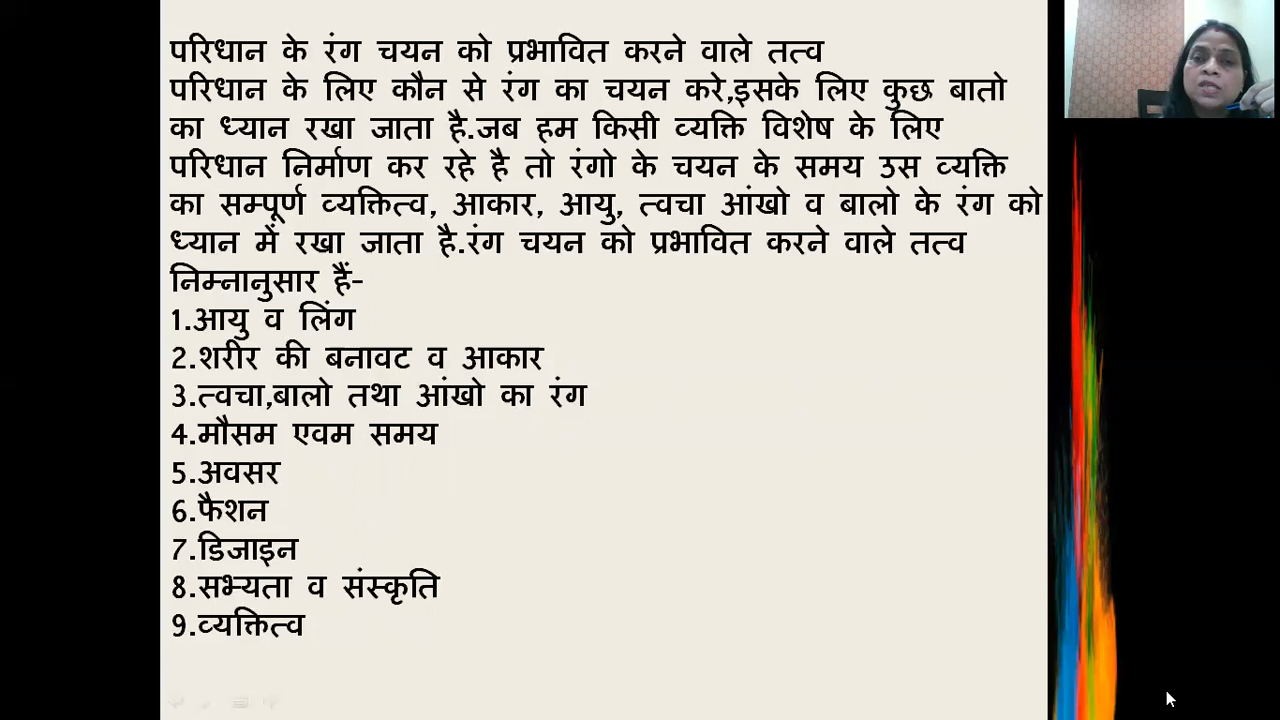 परिधान के रंग चयन को प्रभावित करने वाले तत्व
परिधान के लिए कौन से रंग का चयन करे,इसके लिए कुछ बातो
का ध्यान रखा जाता है.जब हम किसी व्यक्ति विशेष के लिए
परिधान निर्माण कर रहे है तो रंगो के चयन के समय उस व्यक्ति
का सम्पूर्ण व्यक्तित्व, आकार, आयु, त्वचा आंखो व बालो के रंग को
ध्यान में रखा जाता है.रंग चयन को प्रभावित करने वाले तत्व
निम्नानुसार हैं-
1.आयु व लिंग
2.शरीर की बनावट व आकार
3.त्वचा,बालो तथा आंखो का रंग
4.मौसम एवम समय
5.अवसर
6.फैशन
7.डिजाइन
8.सभ्यता व संस्कृति
9.व्यक्तित्व